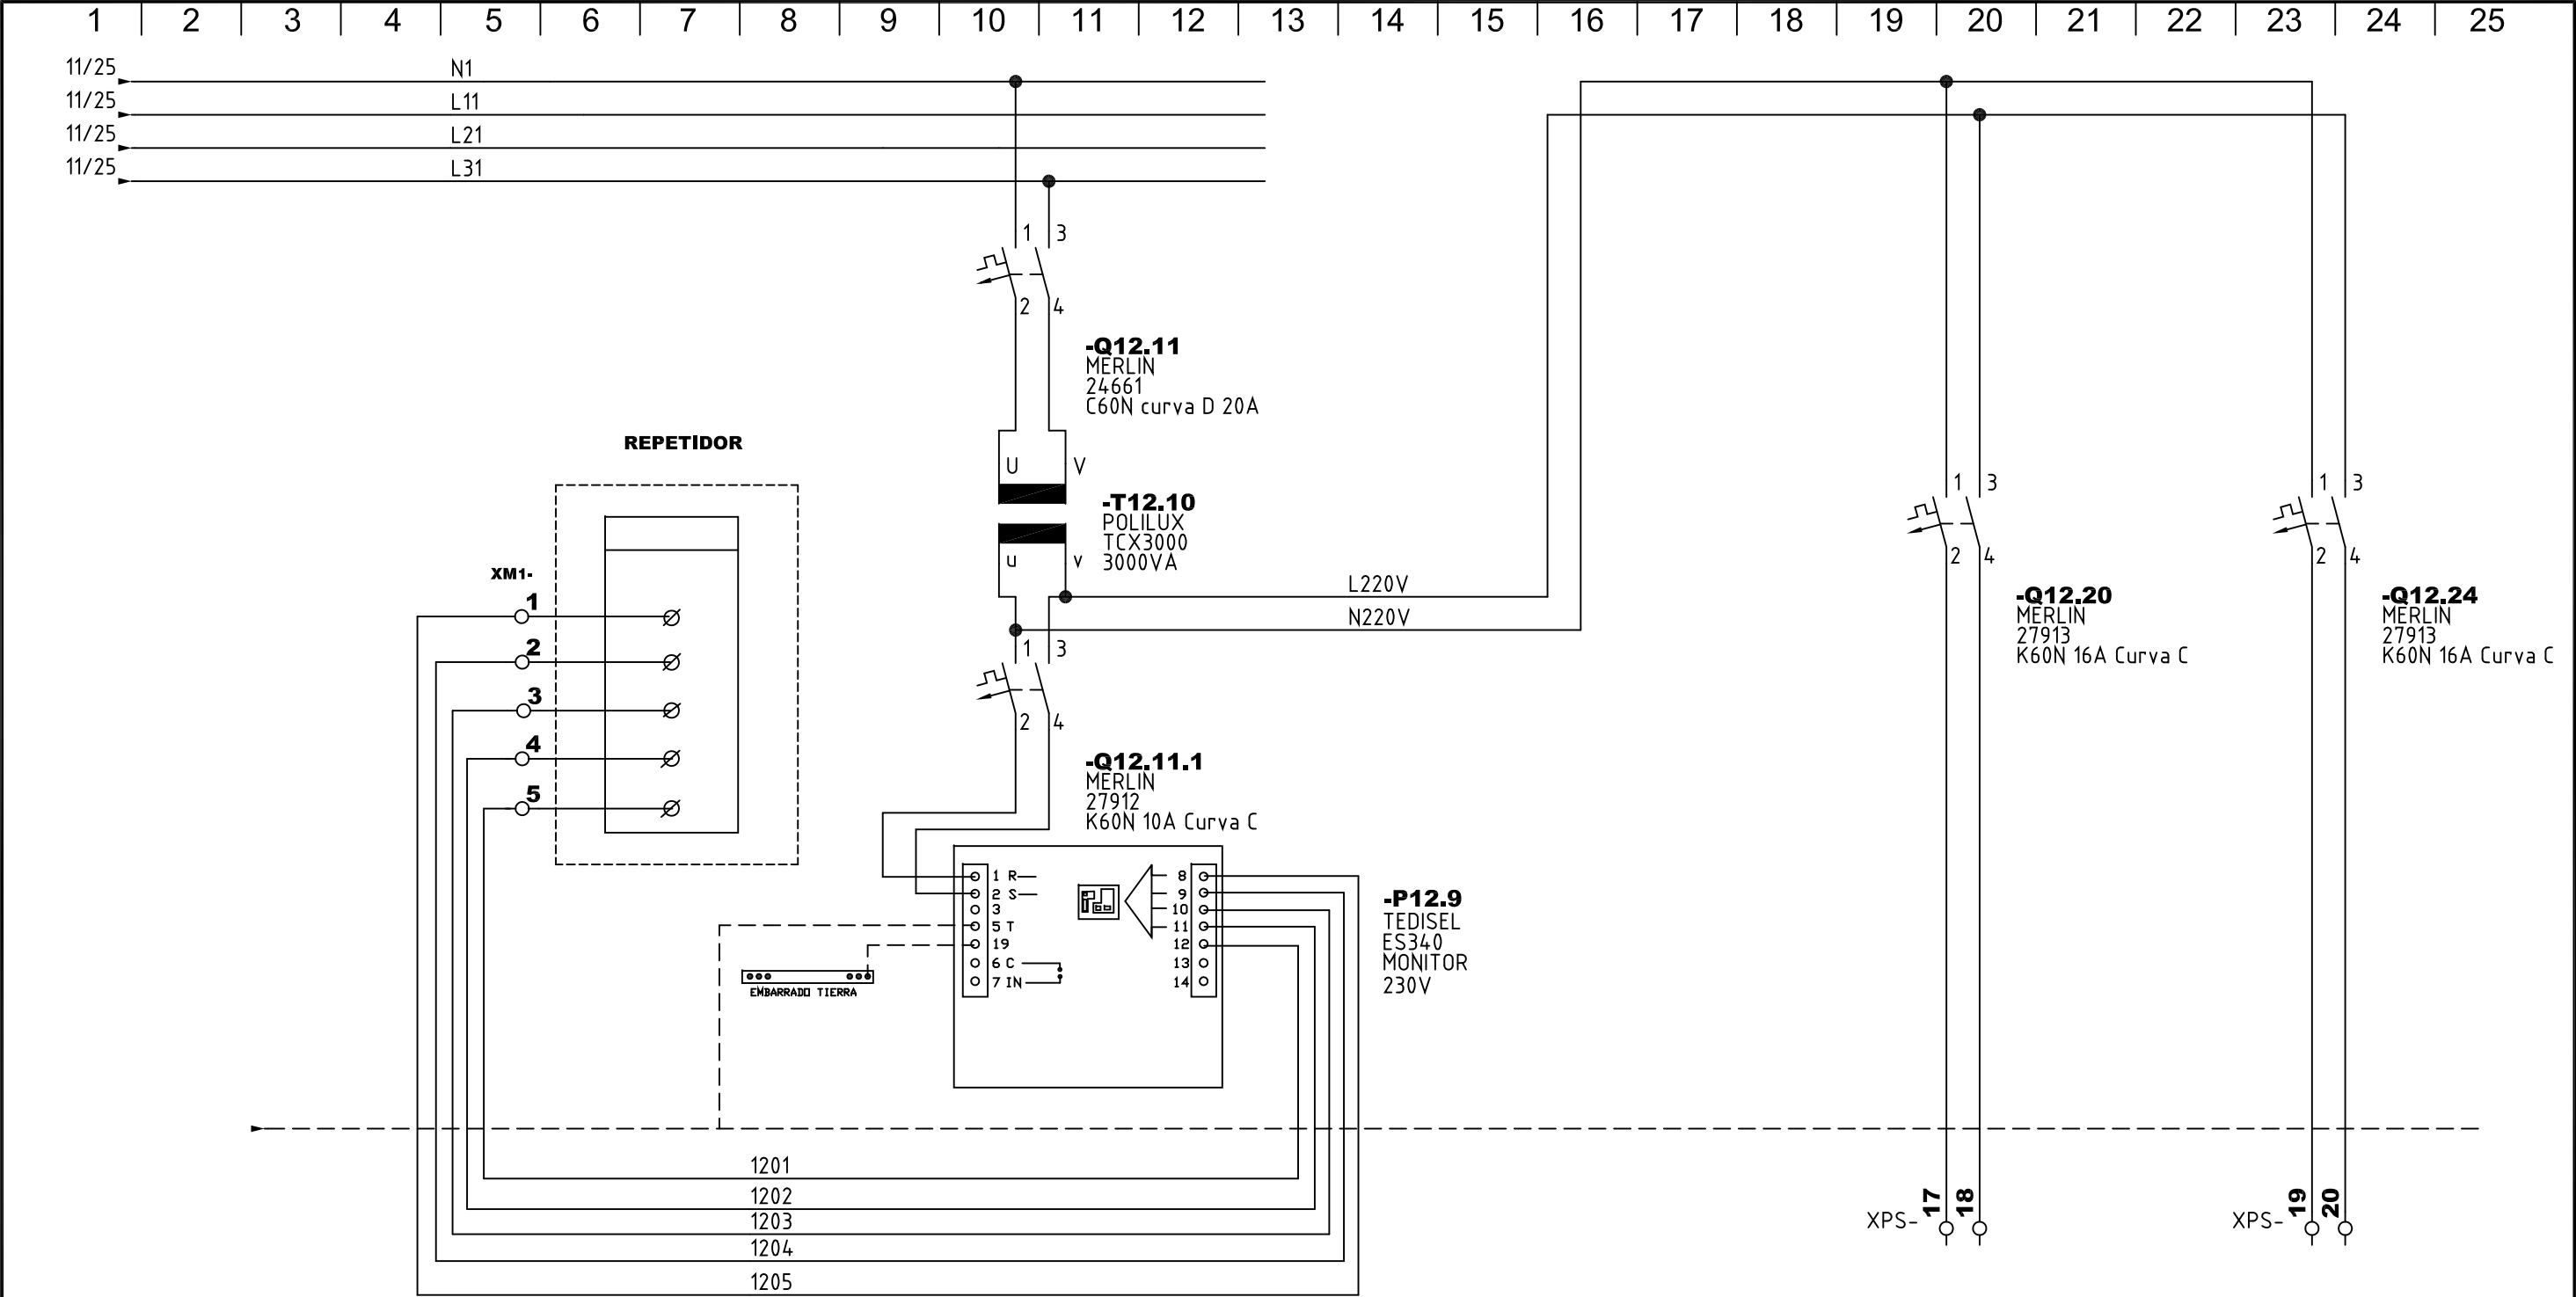 1 2 3 4 5 6 7 8 9 10 11 12 13 14 15 16 17 18 19 20 21 22 23 24 25
11/25 N1
11/25 L11
11/25 L21
11/25 L31
1 3
2 4
-Q12.11
MERLIN
24661
C60N curva D 20A
REPETIDOR
U V
-T12.10
POLILUX
TCX3000
3000VA
u v
L220V
N220V
XM1-
1
2
3
4
5
1 3
2 4
-Q12.11.1
MERLIN
27912
K60N 10A Curva C
1 3
2 4
-Q12.20
MERLIN
27913
K60N 16A Curva C
1 3
2 4
-Q12.24
MERLIN
27913
K60N 16A Curva C
1 R
2 S
3
5 T
19
6 C
7 IN
8
9
10
11
12
13
14
-P12.9
TEDISEL
ES340
MONITOR
230V
EMBARRADO TIERRA
1201
1202
1203
1204
1205
XPS- 17 18
XPS- 19 20